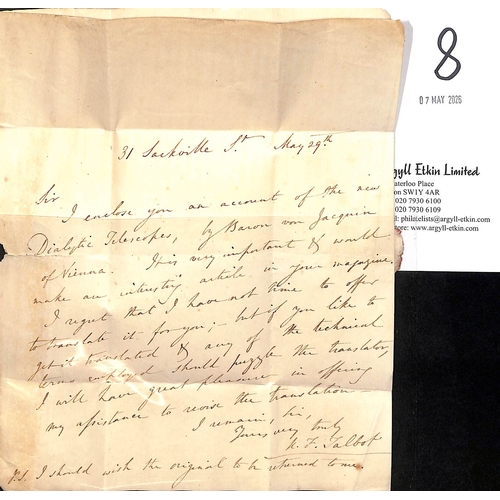 8
07 MAY 2026
gyll Etkin Limited
aterloo Place
on SW1Y 4AR
020 7930 6100
020 7930 6109
l: philatelists@argyll-etkin.com
tore: www.argyll-etkin.com
31 Sackville St. May 29th.
Sir
I enclose you an account of the new
Dialytic Telescopes, by Baron von Jacquin
of Vienna. It is very important & would
make an interesting article in your magazine,
I regret that I have not time to offer
to translate it for you; but if you like to
get it translated & any of the technical
terms employed should puzzle the translator,
I will have great pleasure in offering
my assistance to revise the translation
I remain, Sir,
Yours very truly
H. F. Talbot
P.S. I should wish the original to be returned to me.